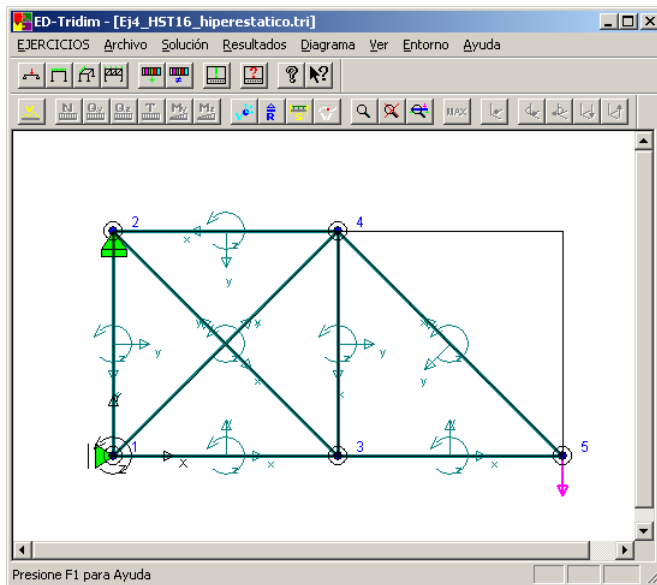 ED-Tridim - [Ej4_HST16_hiperestatico.tri]
EJERCICIOS Archivo Solución Resultados Diagrama Ver Entorno Ayuda
N Qy Qz T My Mz R S MAX
2 4
x z
y
y z y z x z y z
x x y
1 3 5
z x z x z x
Presione F1 para Ayuda